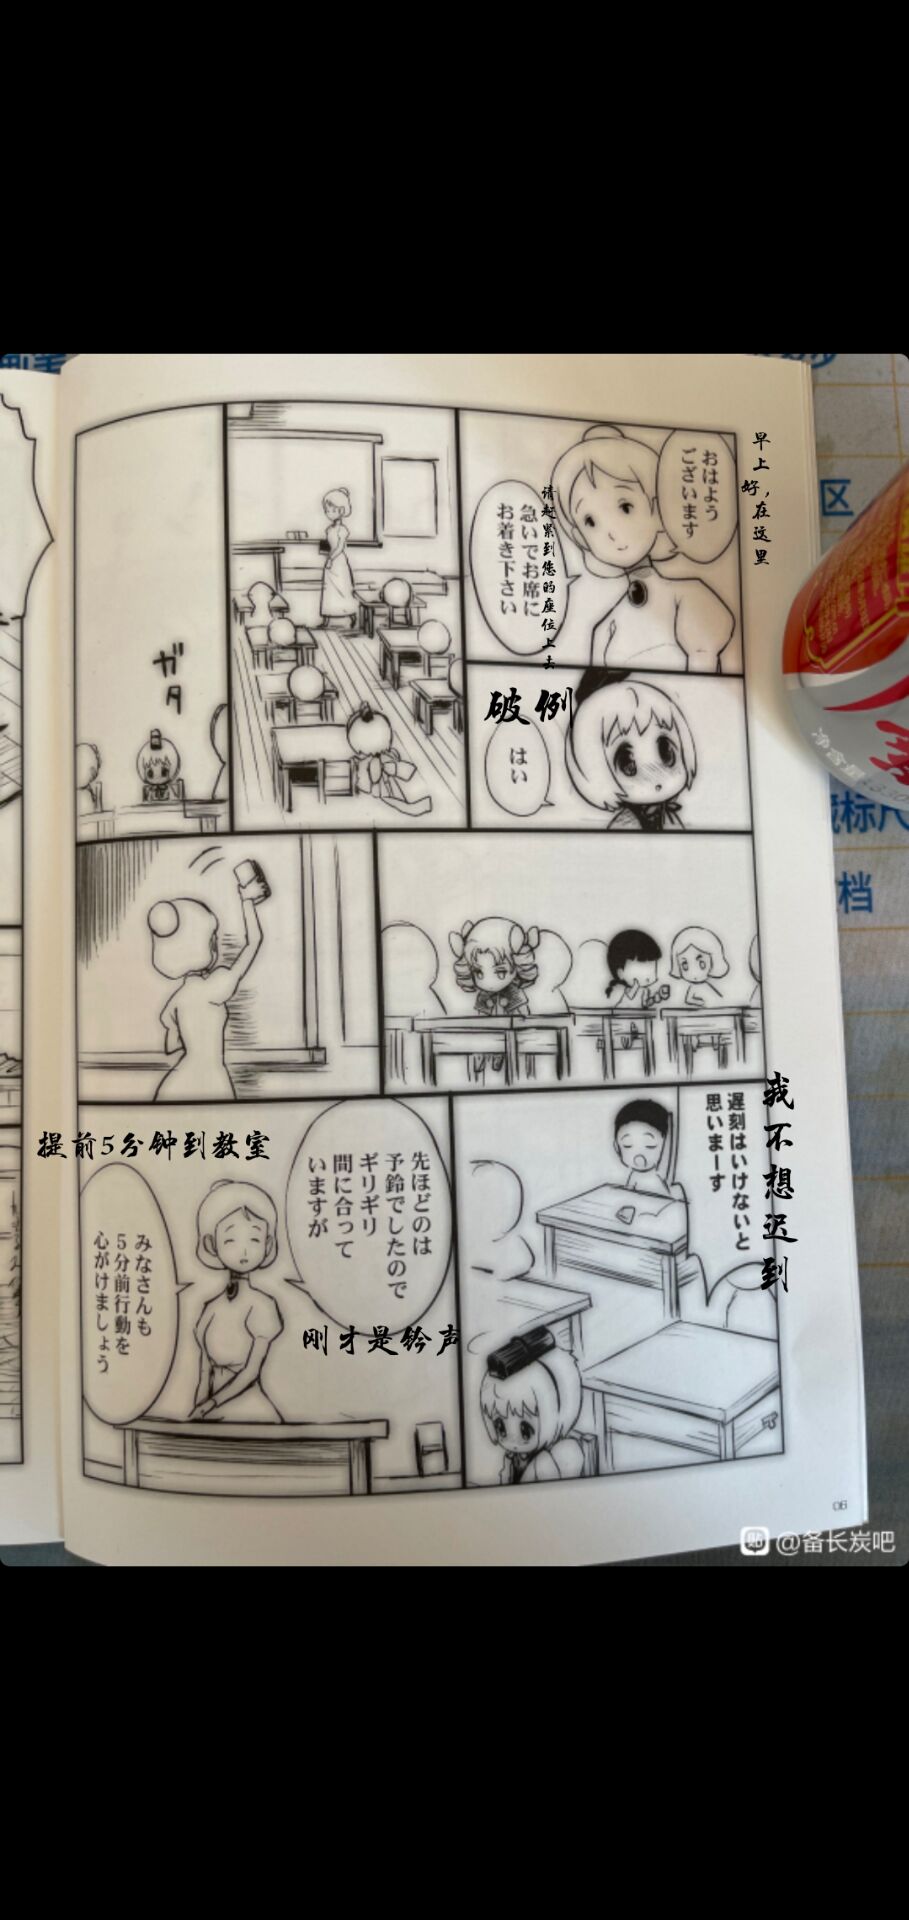 おはよう
ございます
早上
好，在这里
急いでお席に
お着き下さい
请赶紧到您的座位上去
破例
はい
ガタ
遅刻はいけないと
思いまーす
我不想迟到
先ほどのは
予鈴でしたので
ギリギリ
間に合って
いますが
刚才是铃声
提前5分钟到教室
みなさんも
5分前行動を
心がけましょう
区
档
净含量
06
貼 @备长炭吧